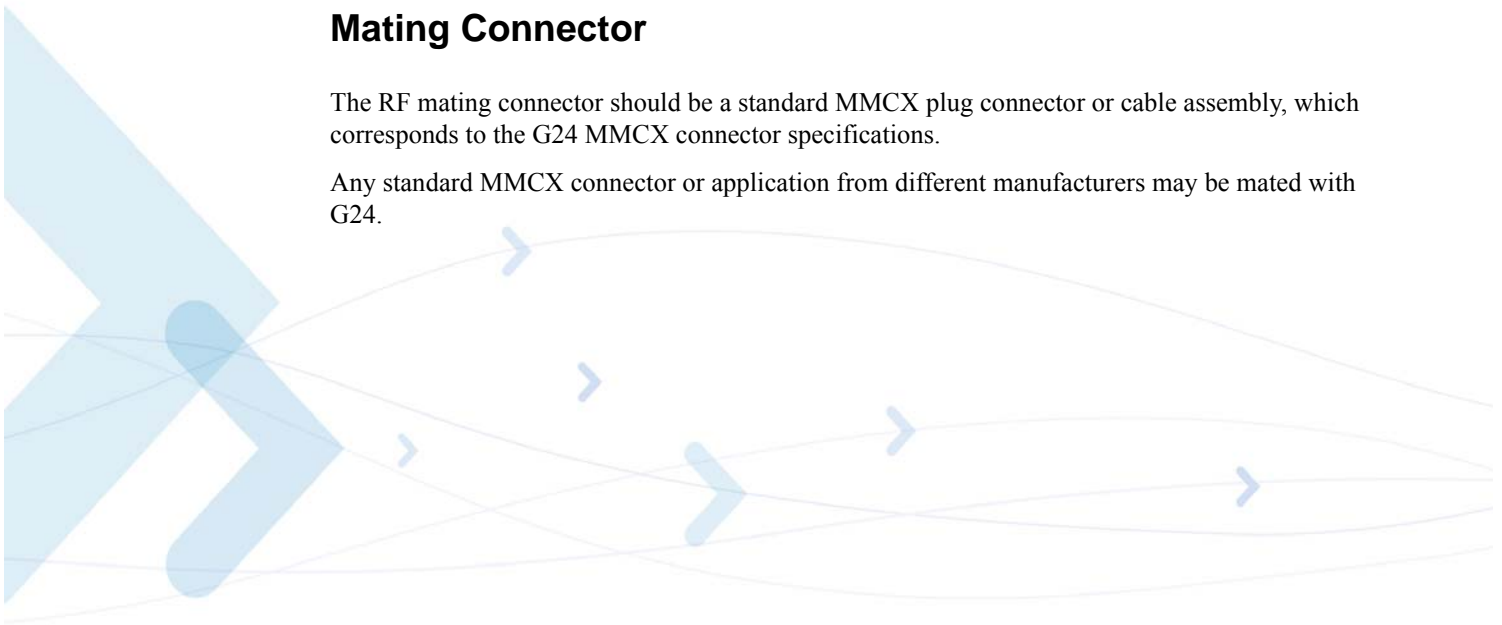 Mating Connector
The RF mating connector should be a standard MMCX plug connector or cable assembly, which
corresponds to the G24 MMCX connector specifications.
Any standard MMCX connector or application from different manufacturers may be mated with
G24.